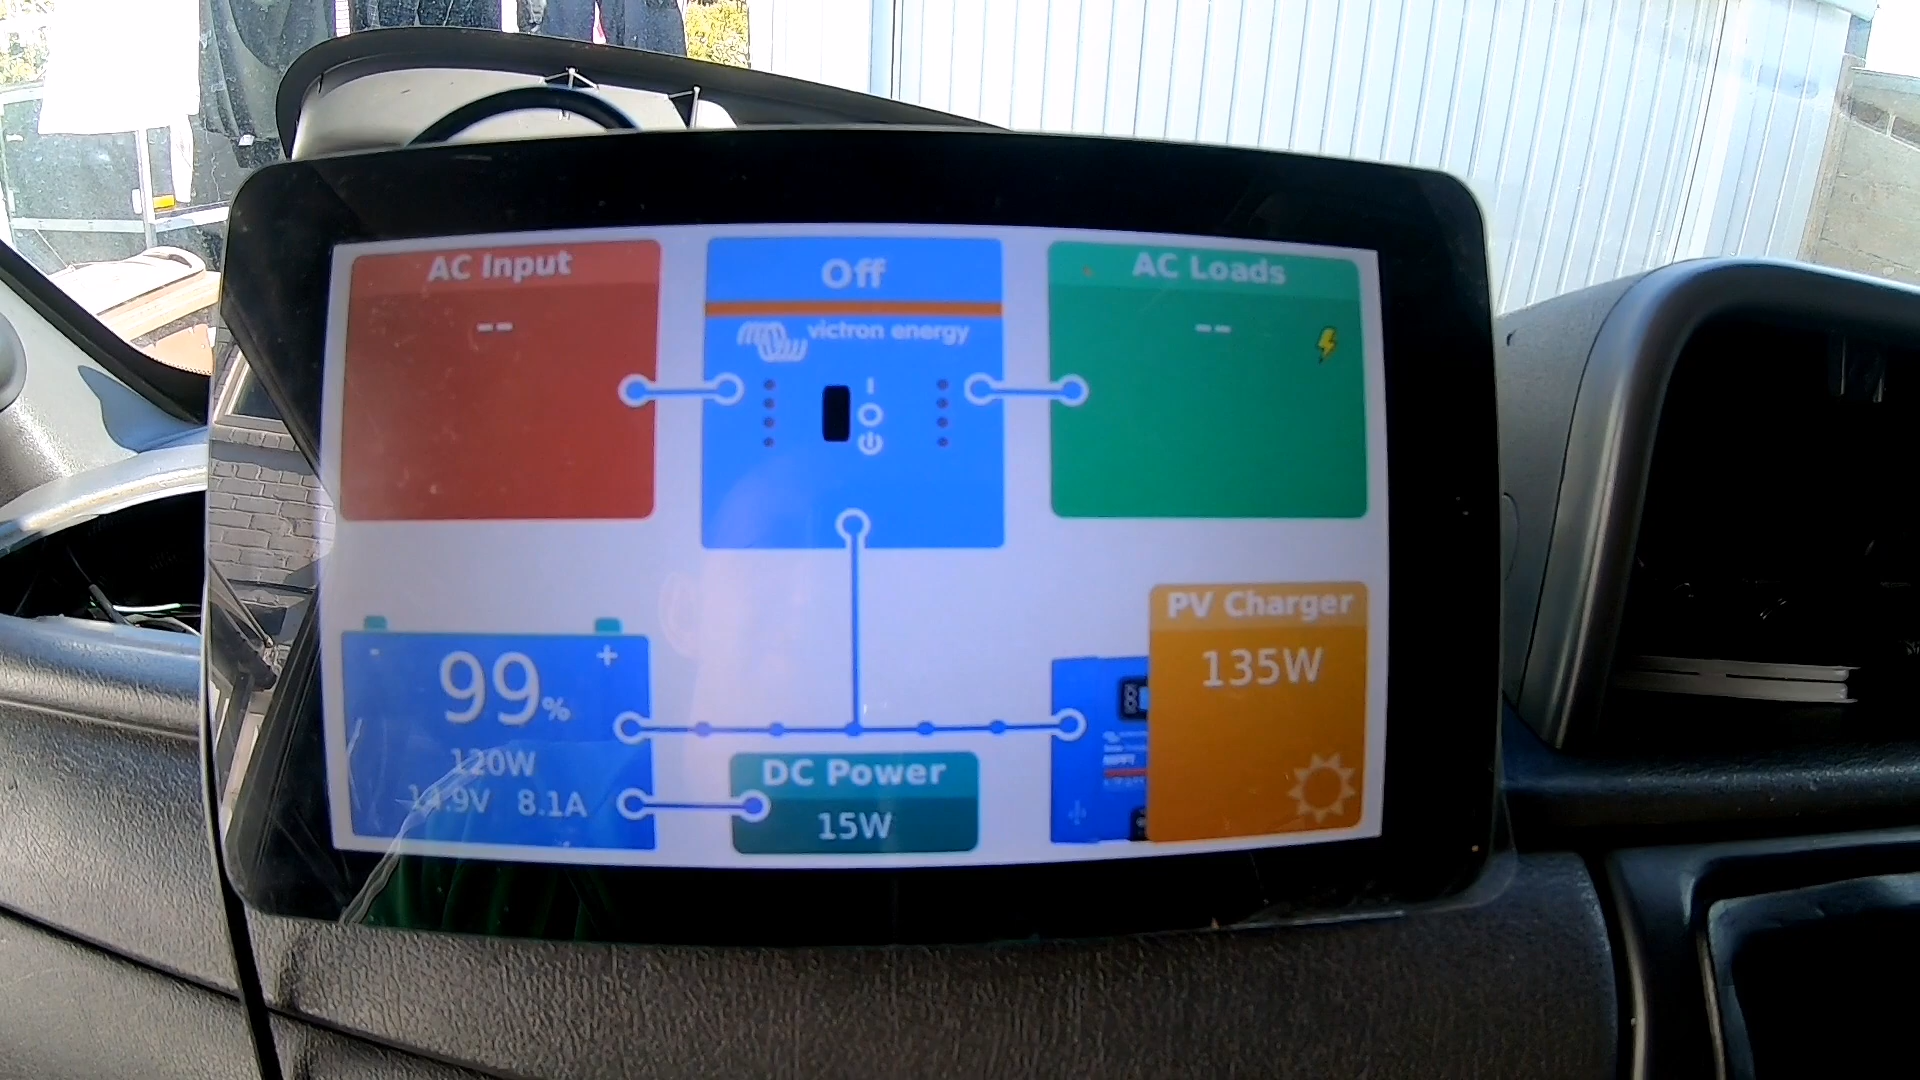 AC Input
--
Off
victron energy
I
O
AC Loads
--
- +
99%
120W
14.9V 8.1A
DC Power
15W
PV Charger
135W
MPPT